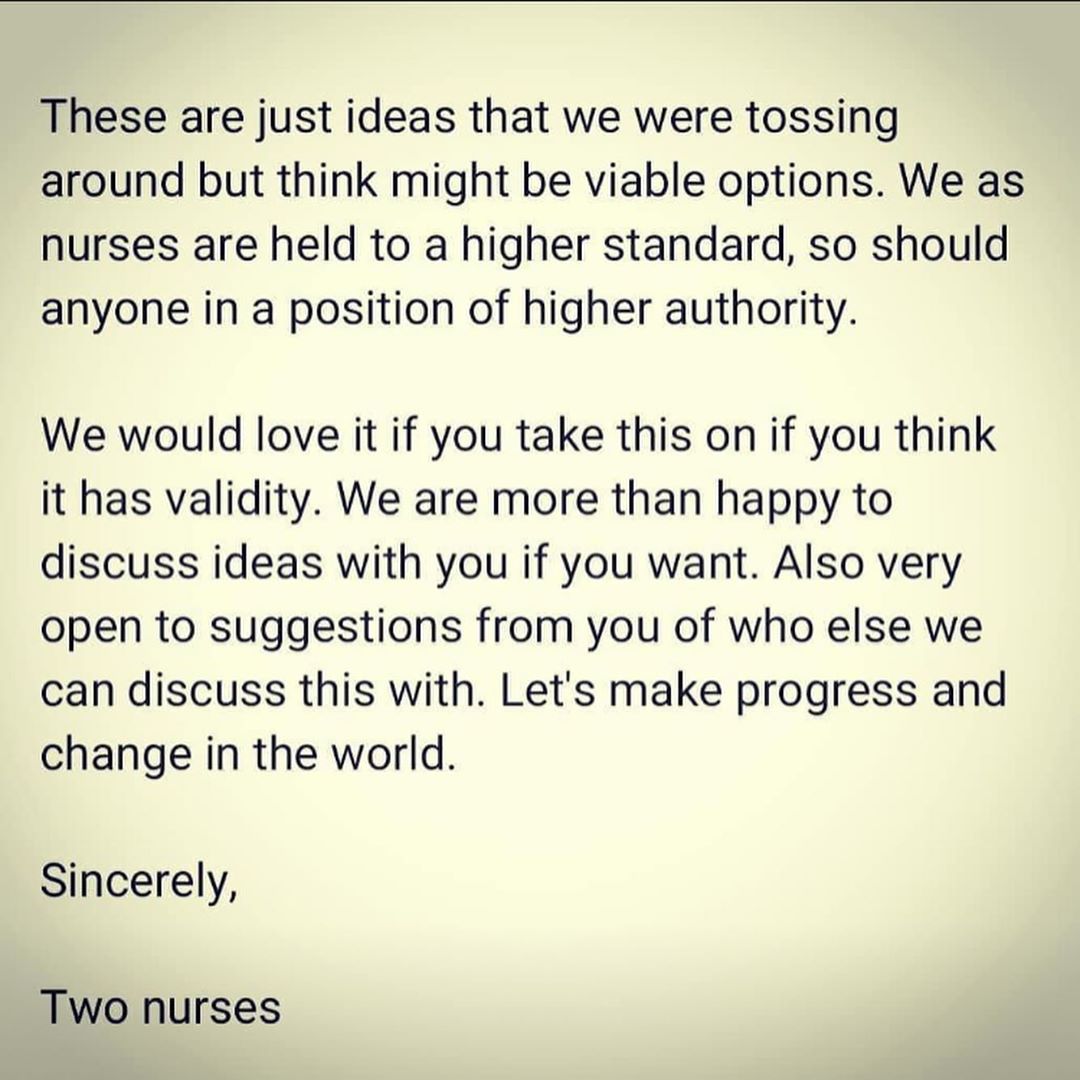 These are just ideas that we were tossing
around but think might be viable options. We as
nurses are held to a higher standard, so should
anyone in a position of higher authority.
We would love it if you take this on if you think
it has validity. We are more than happy to
discuss ideas with you if you want. Also very
open to suggestions from you of who else we
can discuss this with. Let's make progress and
change in the world.
Sincerely,
Two nurses